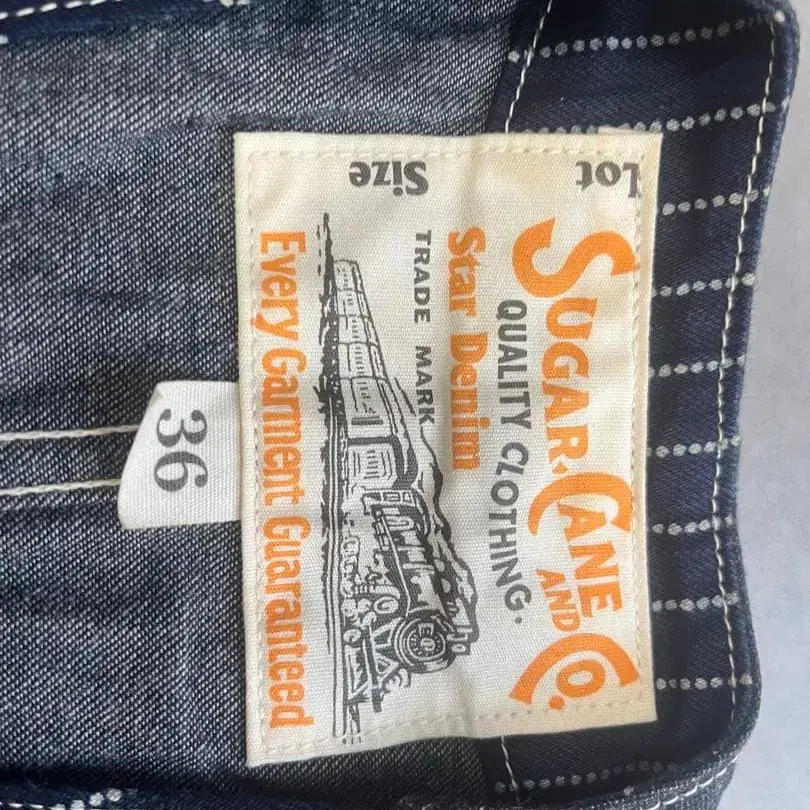 SUGAR CANE
AND Co.
QUALITY CLOTHING.
Star Denim
TRADE MARK
E.O.
Every Garment Guaranteed
Lot
Size
36